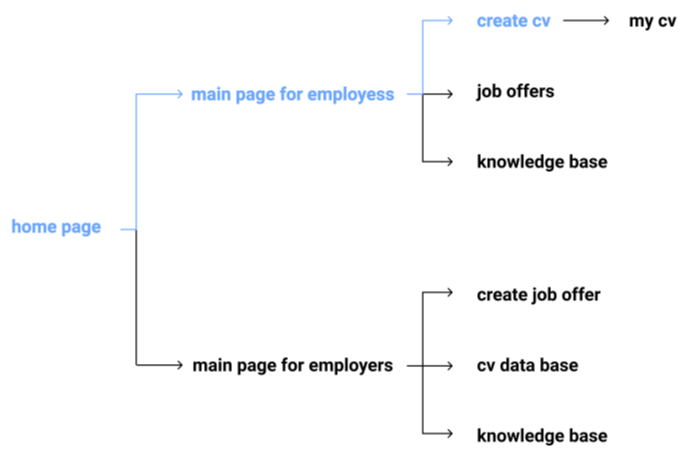 create cv
my cv
main page for employess
job offers
knowledge base
home page
create job offer
main page for employers
cv data base
knowledge base